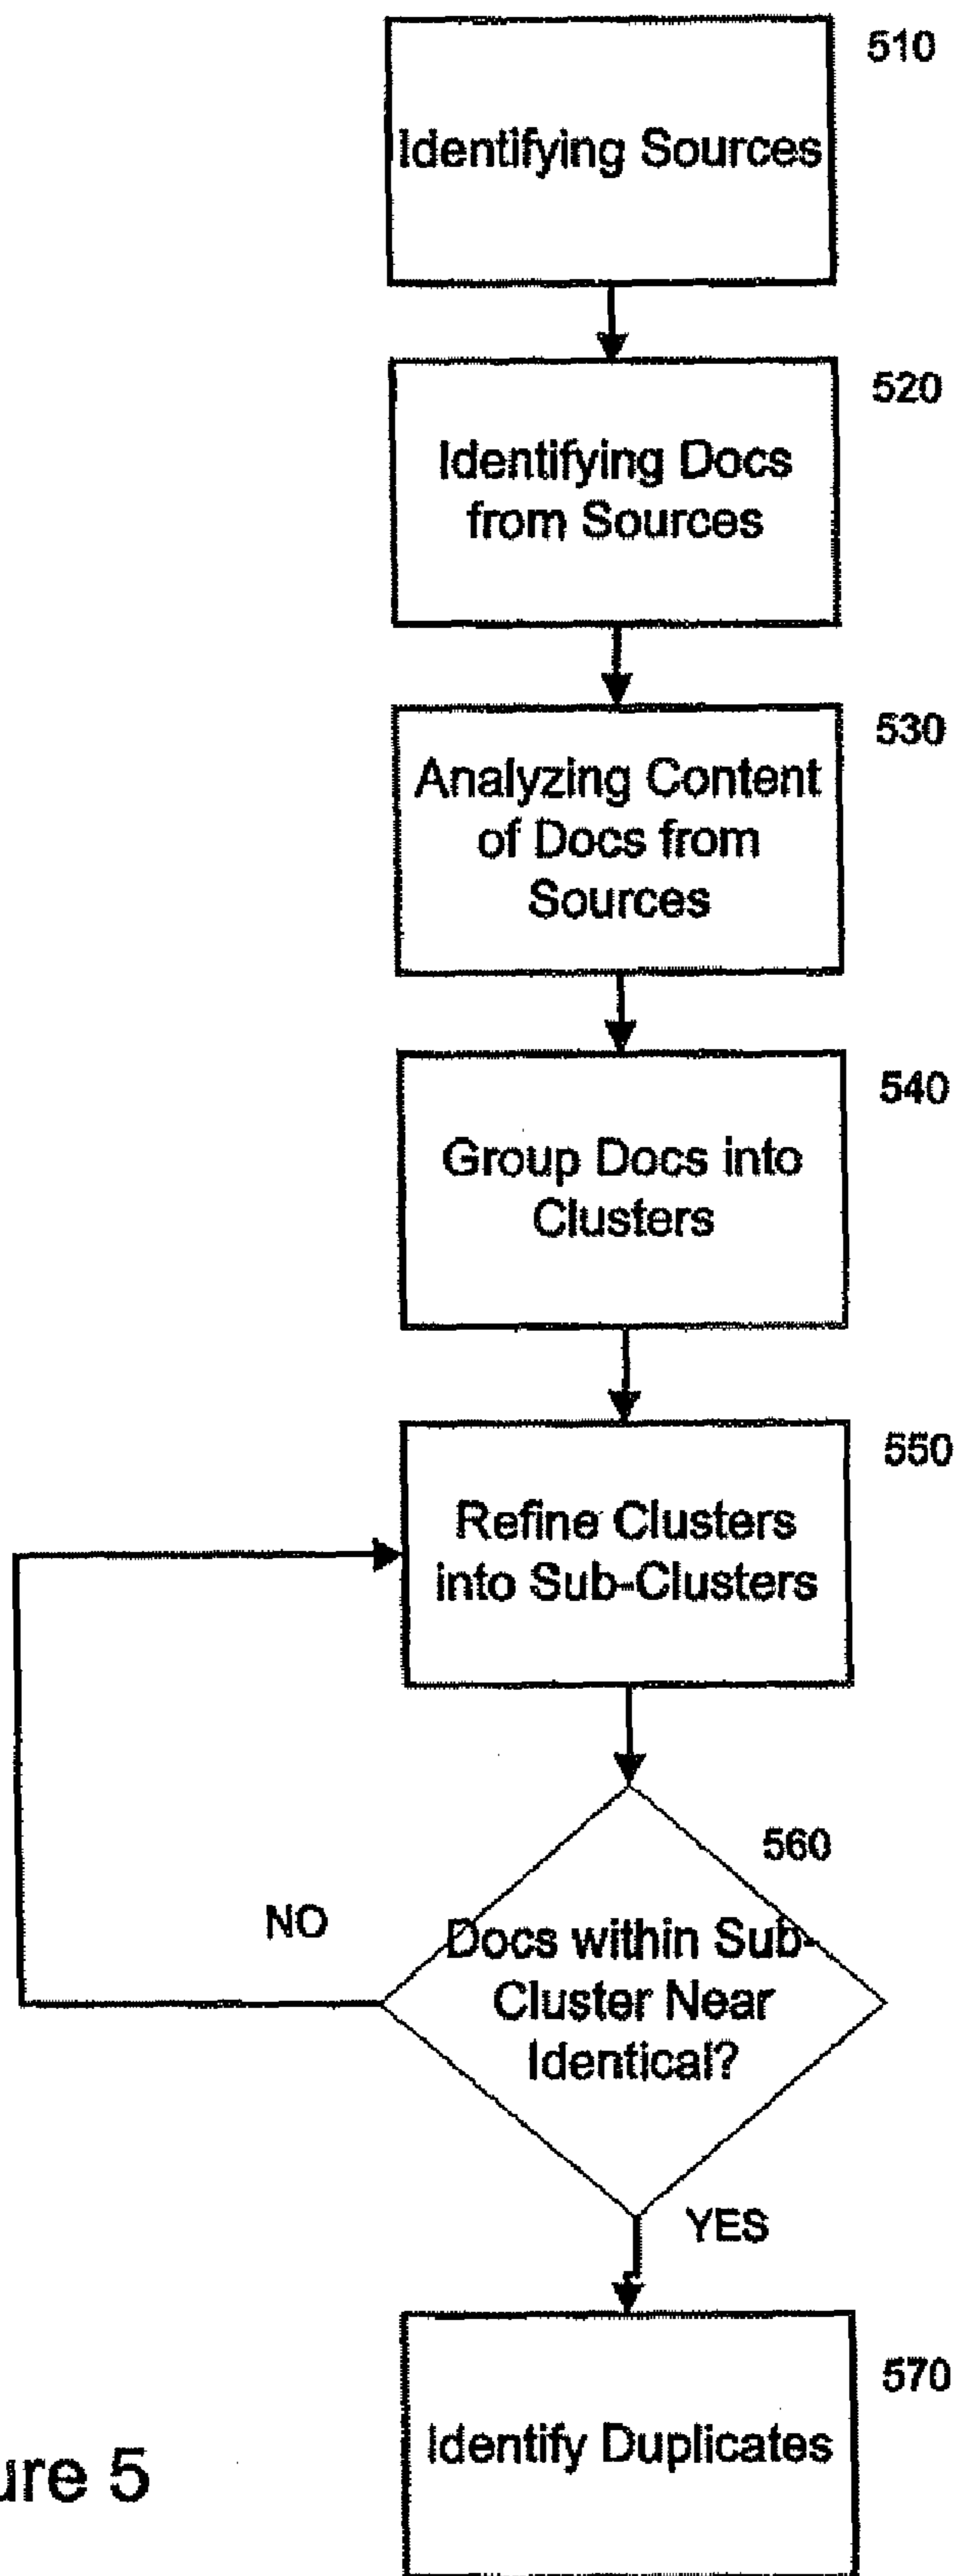 510
Identifying Sources
520
Identifying Docs
from Sources
530
Analyzing Content
of Docs from
Sources
540
Group Docs into
Clusters
550
Refine Clusters
into Sub-Clusters
560
NO
Docs within Sub-
Cluster Near
Identical?
YES
570
Identify Duplicates
ure 5